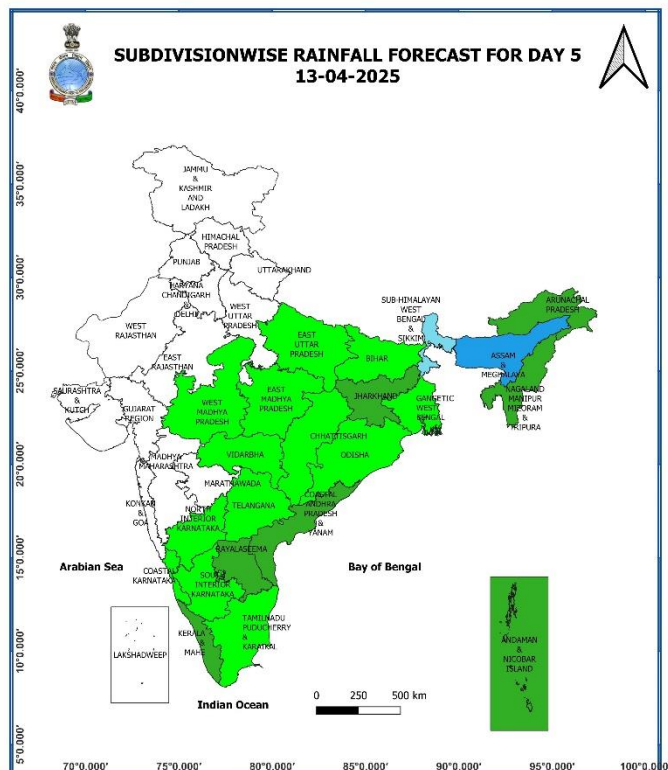 SUBDIVISIONWISE RAINFALL FORECAST FOR DAY 5
13-04-2025
40°0.000'
35°0.000'
30°0.000'
25°0.000'
20°0.000'
15°0.000'
10°0.000'
5°0.000'
JAMMU
&
KASHMIR
AND
LADAKH
HIMACHAL
PRADESH
PUNJAB
UTTARAKHAND
HARYANA
CHANDIGARH
&
DELHI
WEST
UTTAR
PRADESH
WEST
RAJASTHAN
EAST
RAJASTHAN
EAST
UTTAR
PRADESH
SUB-HIMALAYAN
WEST
BENGAL
&
SIKKIM
ARUNACHAL
PRADESH
ASSAM
&
MEGHALAYA
NAGALAND
MANIPUR
MIZORAM
&
TRIPURA
BIHAR
JHARKHAND
GANGETIC
WEST
BENGAL
SAURASHTRA
&
KUTCH
GUJARAT
REGION
WEST
MADHYA
PRADESH
EAST
MADHYA
PRADESH
CHHATTISGARH
ODISHA
VIDARBHA
MADHYA
MAHARASHTRA
MARATHAWADA
KONKAN
&
GOA
TELANGANA
COASTAL
ANDHRA
PRADESH
&
YANAM
NORTH
INTERIOR
KARNATAKA
RAYALASEEMA
COASTAL
KARNATAKA
SOUTH
INTERIOR
KARNATAKA
Arabian Sea
Bay of Bengal
KERALA
&
MAHE
TAMILNADU
PUDUCHERRY
&
KARAIKAL
LAKSHADWEEP
ANDAMAN
&
NICOBAR
ISLAND
Indian Ocean
0 250 500 km
70°0.000' 75°0.000' 80°0.000' 85°0.000' 90°0.000' 95°0.000' 100°0.000'